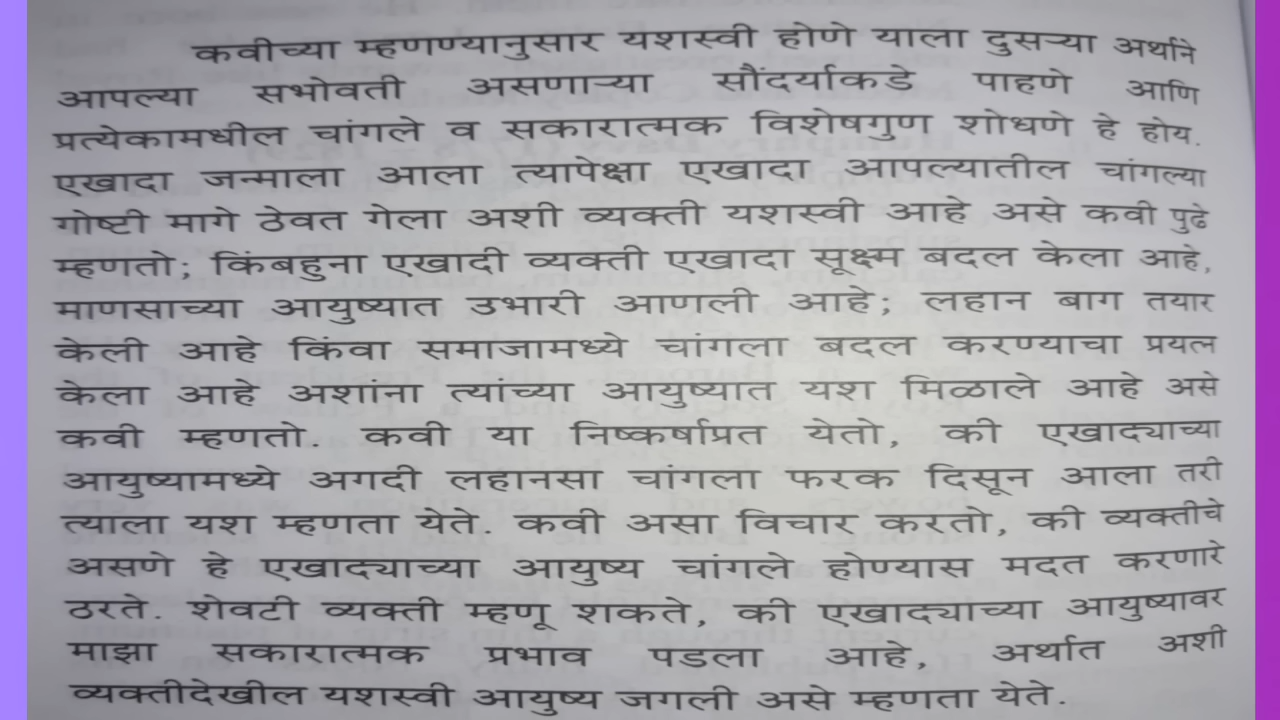 कवीच्या म्हणण्यानुसार यशस्वी होणे याला दुसऱ्या अर्थाने
आपल्या सभोवती असणाऱ्या सौंदर्याकडे पाहणे आणि
प्रत्येकामधील चांगले व सकारात्मक विशेषगुण शोधणे हे होय.
एखादा जन्माला आला त्यापेक्षा एखादा आपल्यातील चांगल्या
गोष्टी मागे ठेवत गेला अशी व्यक्ती यशस्वी आहे असे कवी पुढे
म्हणतो; किंबहुना एखादी व्यक्ती एखादा सूक्ष्म बदल केला आहे,
माणसाच्या आयुष्यात उभारी आणली आहे; लहान बाग तयार
केली आहे किंवा समाजामध्ये चांगला बदल करण्याचा प्रयत्न
केला आहे अशांना त्यांच्या आयुष्यात यश मिळाले आहे असे
कवी म्हणतो. कवी या निष्कर्षाप्रत येतो, की एखाद्याच्या
आयुष्यामध्ये अगदी लहानसा चांगला फरक दिसून आला तरी
त्याला यश म्हणता येते. कवी असा विचार करतो, की व्यक्तीचे
असणे हे एखाद्याच्या आयुष्य चांगले होण्यास मदत करणारे
ठरते. शेवटी व्यक्ती म्हणू शकते, की एखाद्याच्या आयुष्यावर
माझा सकारात्मक प्रभाव पडला आहे, अर्थात अशी
व्यक्तीदेखील यशस्वी आयुष्य जगली असे म्हणता येते.